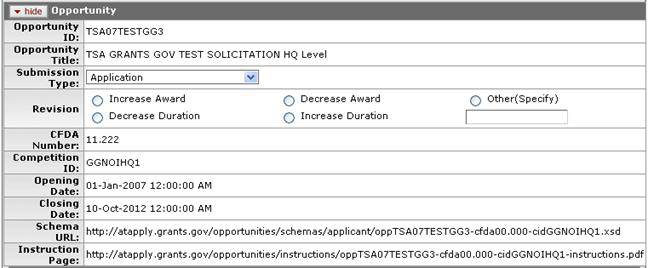 hide Opportunity
Opportunity ID: TSA07TESTGG3
Opportunity Title: TSA GRANTS GOV TEST SOLICITATION HQ Level
Submission Type: Application
Revision
Increase Award Decrease Award Other(Specify)
Decrease Duration Increase Duration
CFDA Number: 11.222
Competition ID: GGNOIHQ1
Opening Date: 01-Jan-2007 12:00:00 AM
Closing Date: 10-Oct-2012 12:00:00 AM
Schema URL: http://atapply.grants.gov/opportunities/schemas/applicant/oppTSA07TESTGG3-cfda00.000-cidGGNOIHQ1.xsd
Instruction Page: http://atapply.grants.gov/opportunities/instructions/oppTSA07TESTGG3-cfda00.000-cidGGNOIHQ1-instructions.pdf